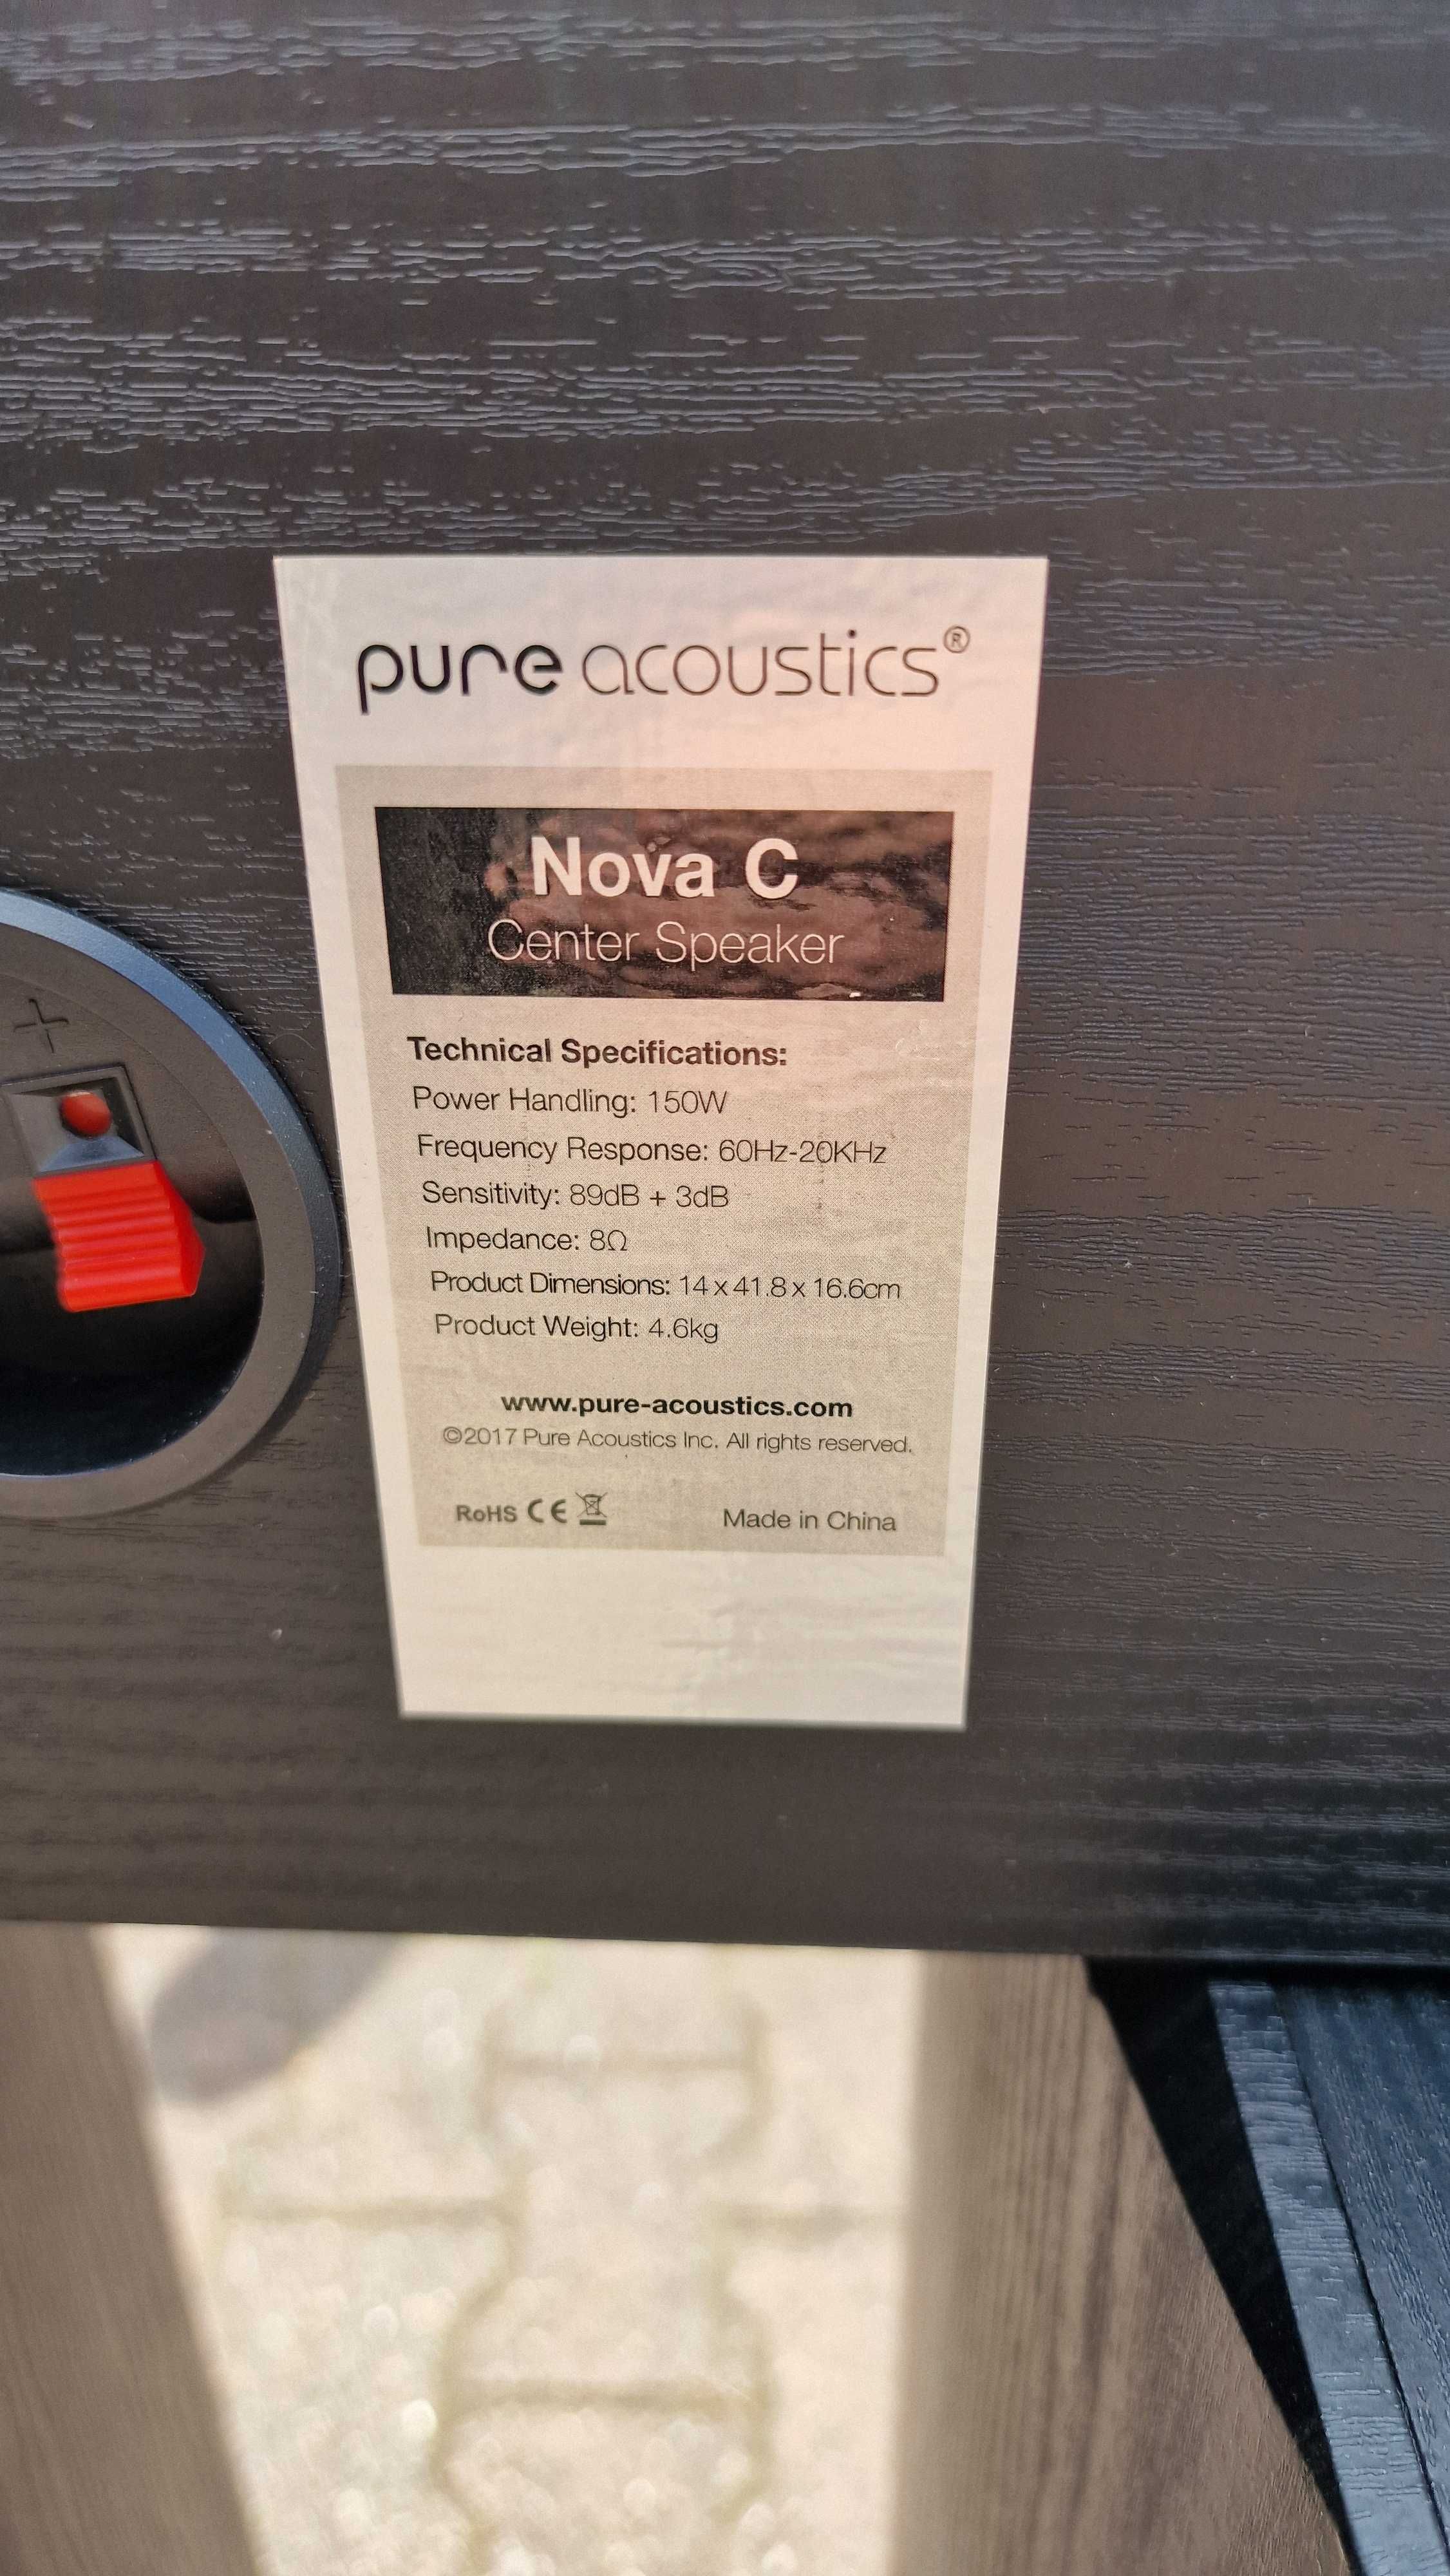 pure acoustics®
Nova C
Center Speaker
Technical Specifications:
Power Handling: 150W
Frequency Response: 60Hz-20KHz
Sensitivity: 89dB + 3dB
Impedance: 8Ω
Product Dimensions: 14 x 41.8 x 16.6cm
Product Weight: 4.6kg
www.pure-acoustics.com
©2017 Pure Acoustics Inc. All rights reserved.
RoHS CE Made in China
+